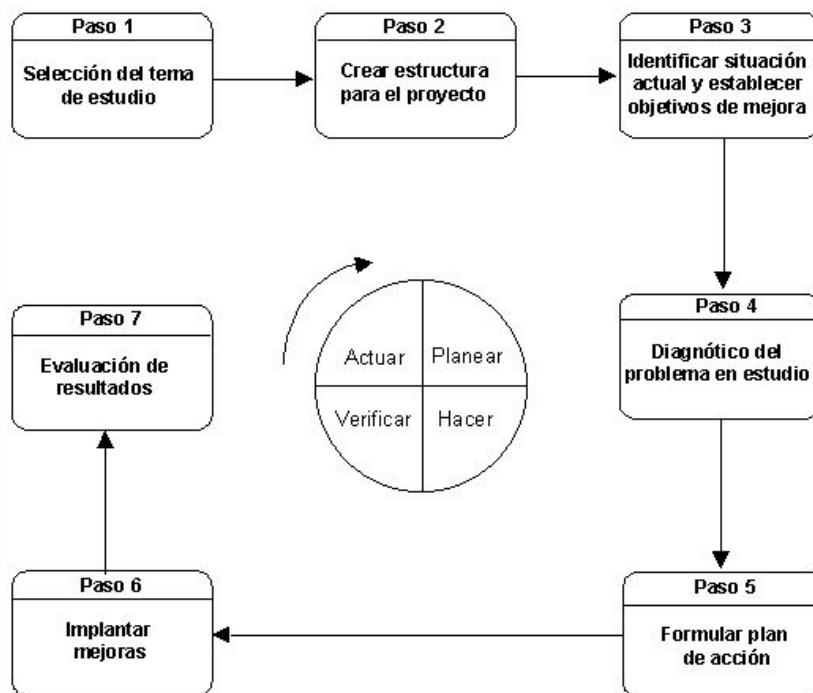 Paso 1
Selección del tema
de estudio
Paso 2
Crear estructura
para el proyecto
Paso 3
Identificar situación
actual y establecer
objetivos de mejora
Paso 4
Diagnótico del
problema en estudio
Paso 7
Evaluación de
resultados
Actuar
Planear
Verificar
Hacer
Paso 6
Implantar
mejoras
Paso 5
Formular plan
de acción